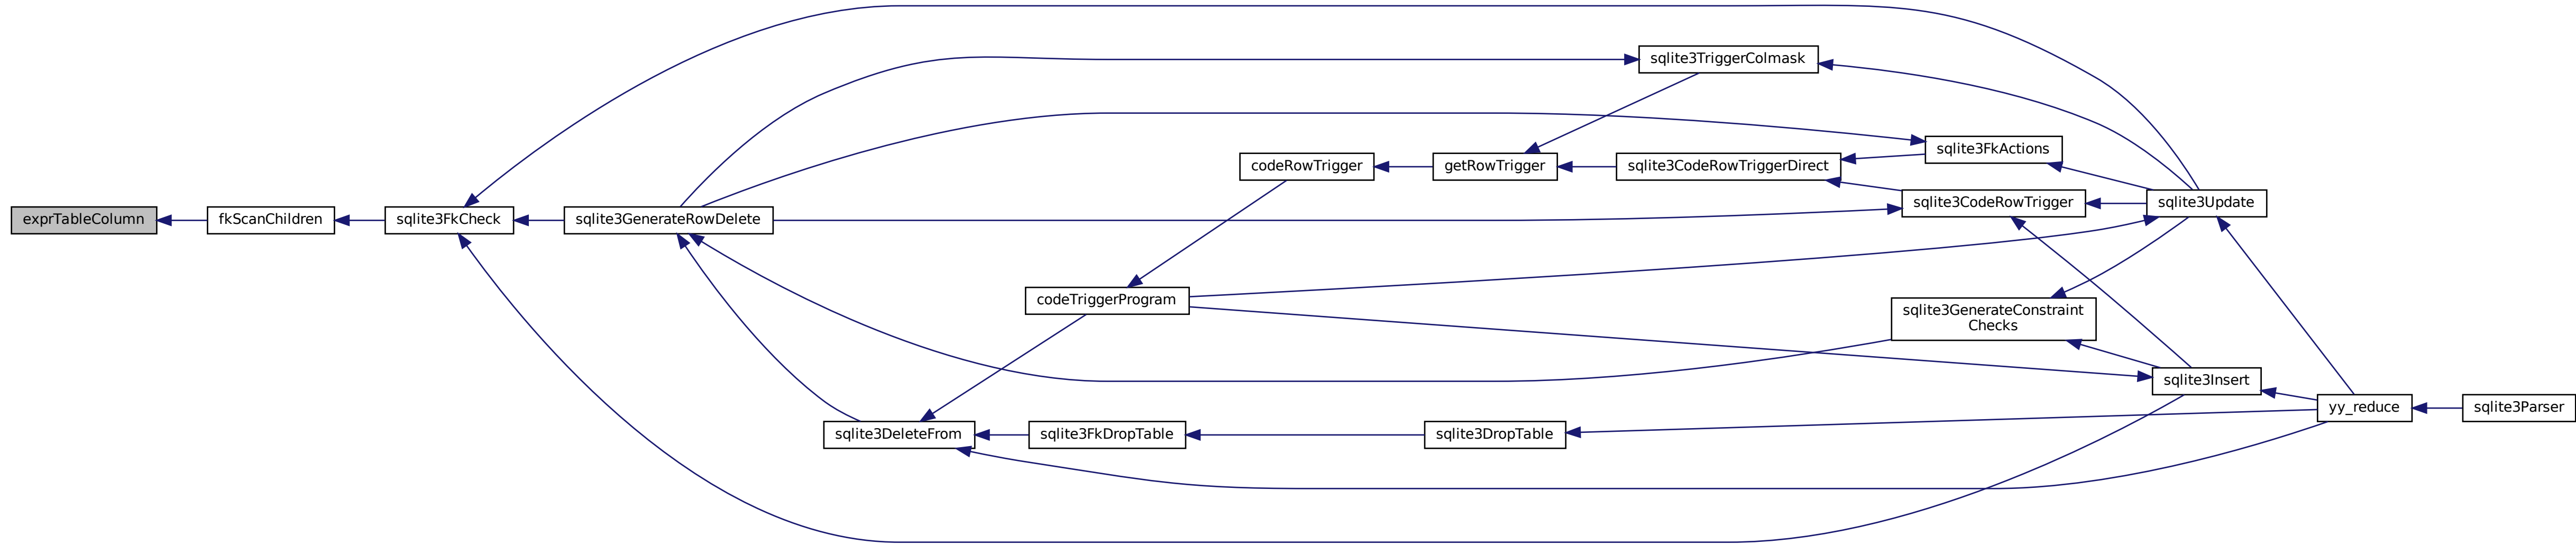 exprTableColumn
fkScanChildren
sqlite3FkCheck
sqlite3GenerateRowDelete
sqlite3DeleteFrom
codeTriggerProgram
sqlite3FkDropTable
codeRowTrigger
getRowTrigger
sqlite3DropTable
sqlite3TriggerColmask
sqlite3CodeRowTriggerDirect
sqlite3FkActions
sqlite3CodeRowTrigger
sqlite3GenerateConstraint
Checks
sqlite3Update
sqlite3Insert
yy_reduce
sqlite3Parser